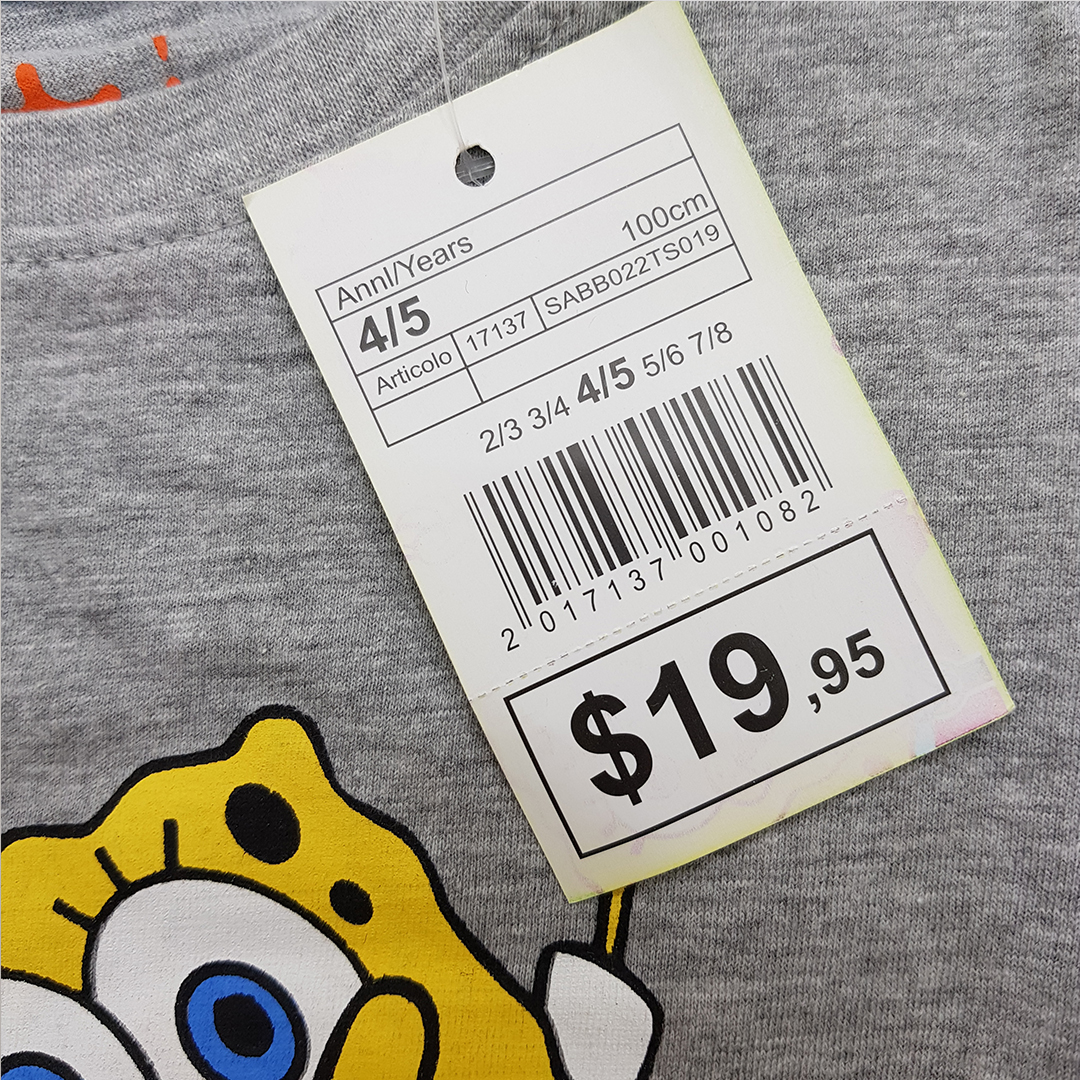 AnnI/Years
4/5 100cm
Articolo 17137 SABB022TS019
2/3 3/4 4/5 5/6 7/8
2 017137 001082
$19,95